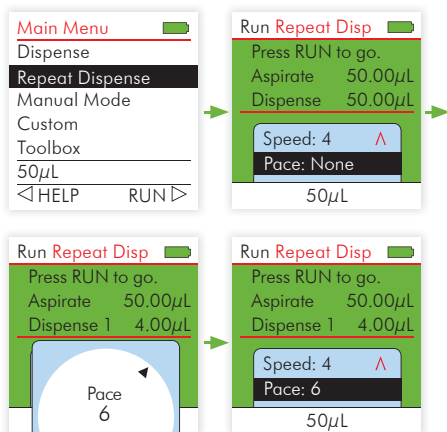 Main Menu
Dispense
Repeat Dispense
Manual Mode
Custom
Toolbox
50µL
HELP RUN
Run Repeat Disp
Press RUN to go.
Aspirate 50.00µL
Dispense 50.00µL
Speed: 4
Pace: None
50µL
Run Repeat Disp
Press RUN to go.
Aspirate 50.00µL
Dispense 1 4.00µL
Pace
6
Run Repeat Disp
Press RUN to go.
Aspirate 50.00µL
Dispense 1 4.00µL
Speed: 4
Pace: 6
50µL